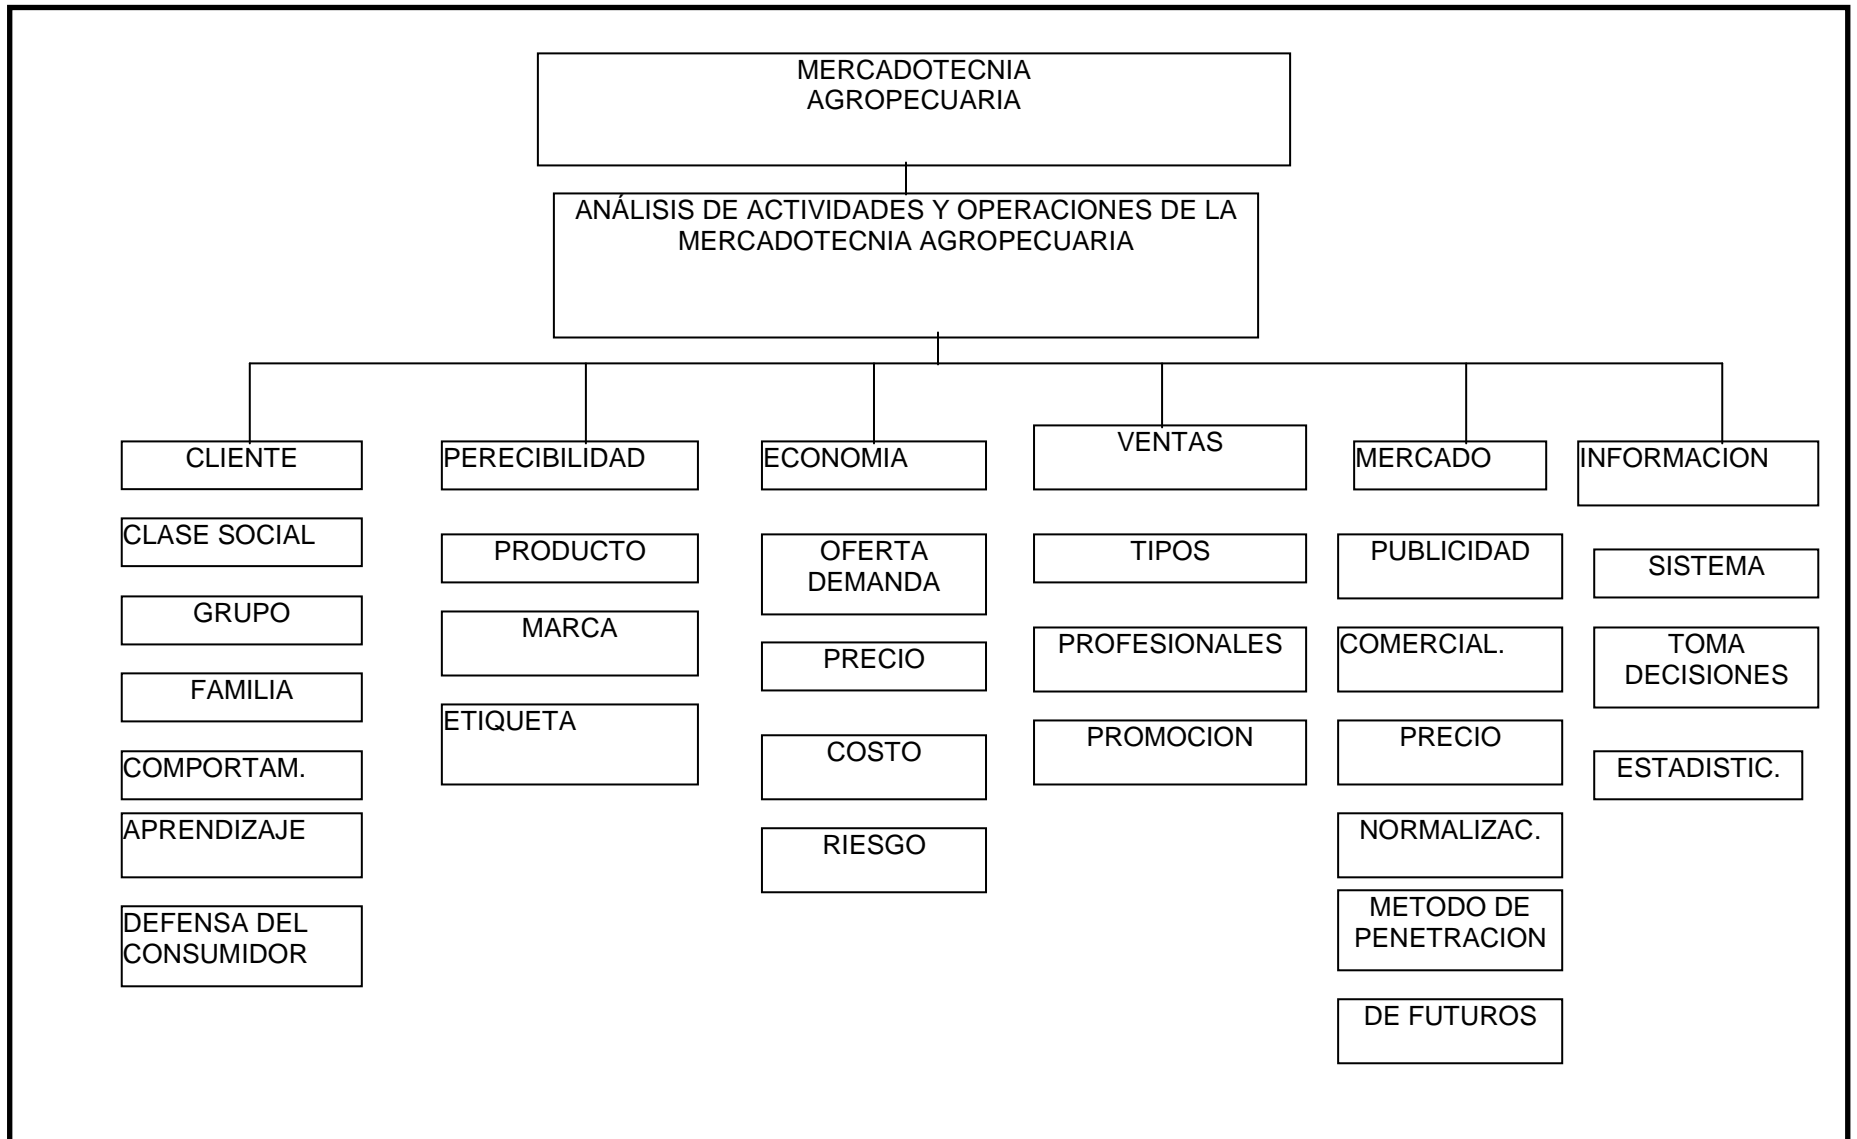 MERCADOTECNIA
AGROPECUARIA
ANÁLISIS DE ACTIVIDADES Y OPERACIONES DE LA
MERCADOTECNIA AGROPECUARIA
CLIENTE
CLASE SOCIAL
GRUPO
FAMILIA
COMPORTAM.
APRENDIZAJE
DEFENSA DEL
CONSUMIDOR
PERECIBILIDAD
PRODUCTO
MARCA
ETIQUETA
ECONOMIA
OFERTA
DEMANDA
PRECIO
COSTO
RIESGO
VENTAS
TIPOS
PROFESIONALES
PROMOCION
MERCADO
PUBLICIDAD
COMERCIAL.
PRECIO
NORMALIZAC.
METODO DE
PENETRACION
DE FUTUROS
INFORMACION
SISTEMA
TOMA
DECISIONES
ESTADISTIC.